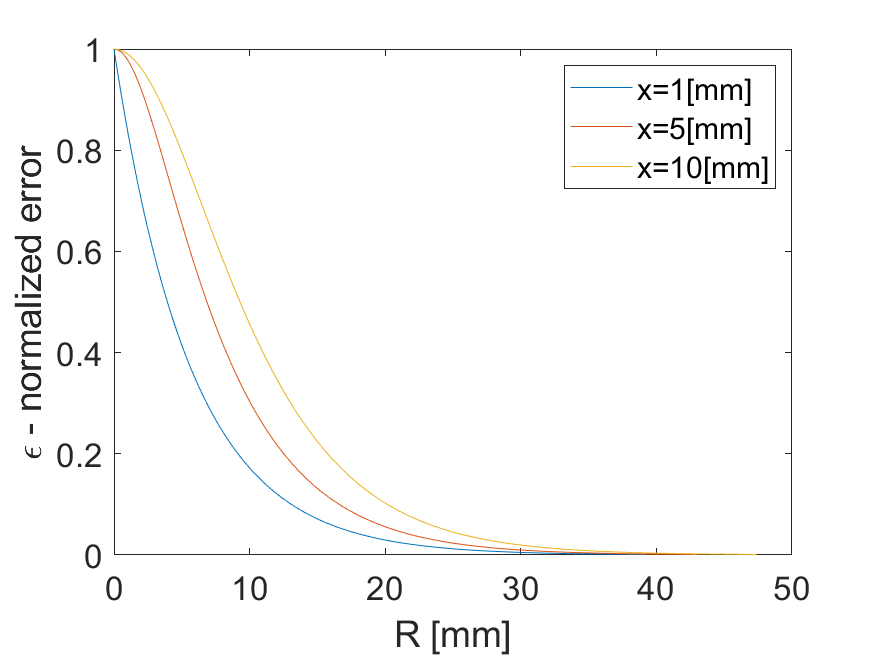 1
0.8
0.6
0.4
0.2
0
0 10 20 30 40 50
R [mm]
ϵ - normalized error
x=1[mm]
x=5[mm]
x=10[mm]